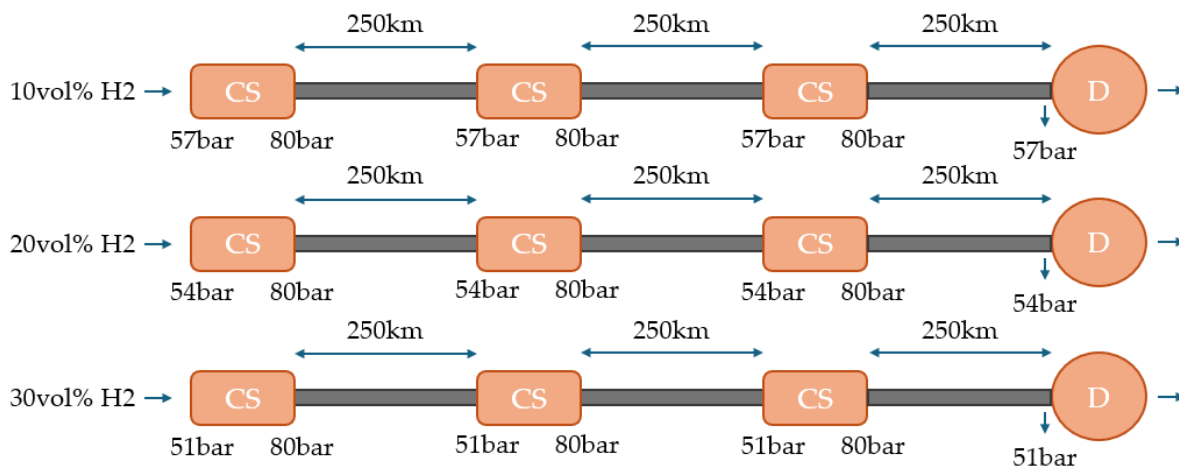 250km 250km 250km
10vol% H2 CS CS CS D
57bar 80bar 57bar 80bar 57bar 80bar 57bar
250km 250km 250km
20vol% H2 CS CS CS D
54bar 80bar 54bar 80bar 54bar 80bar 54bar
250km 250km 250km
30vol% H2 CS CS CS D
51bar 80bar 51bar 80bar 51bar 80bar 51bar